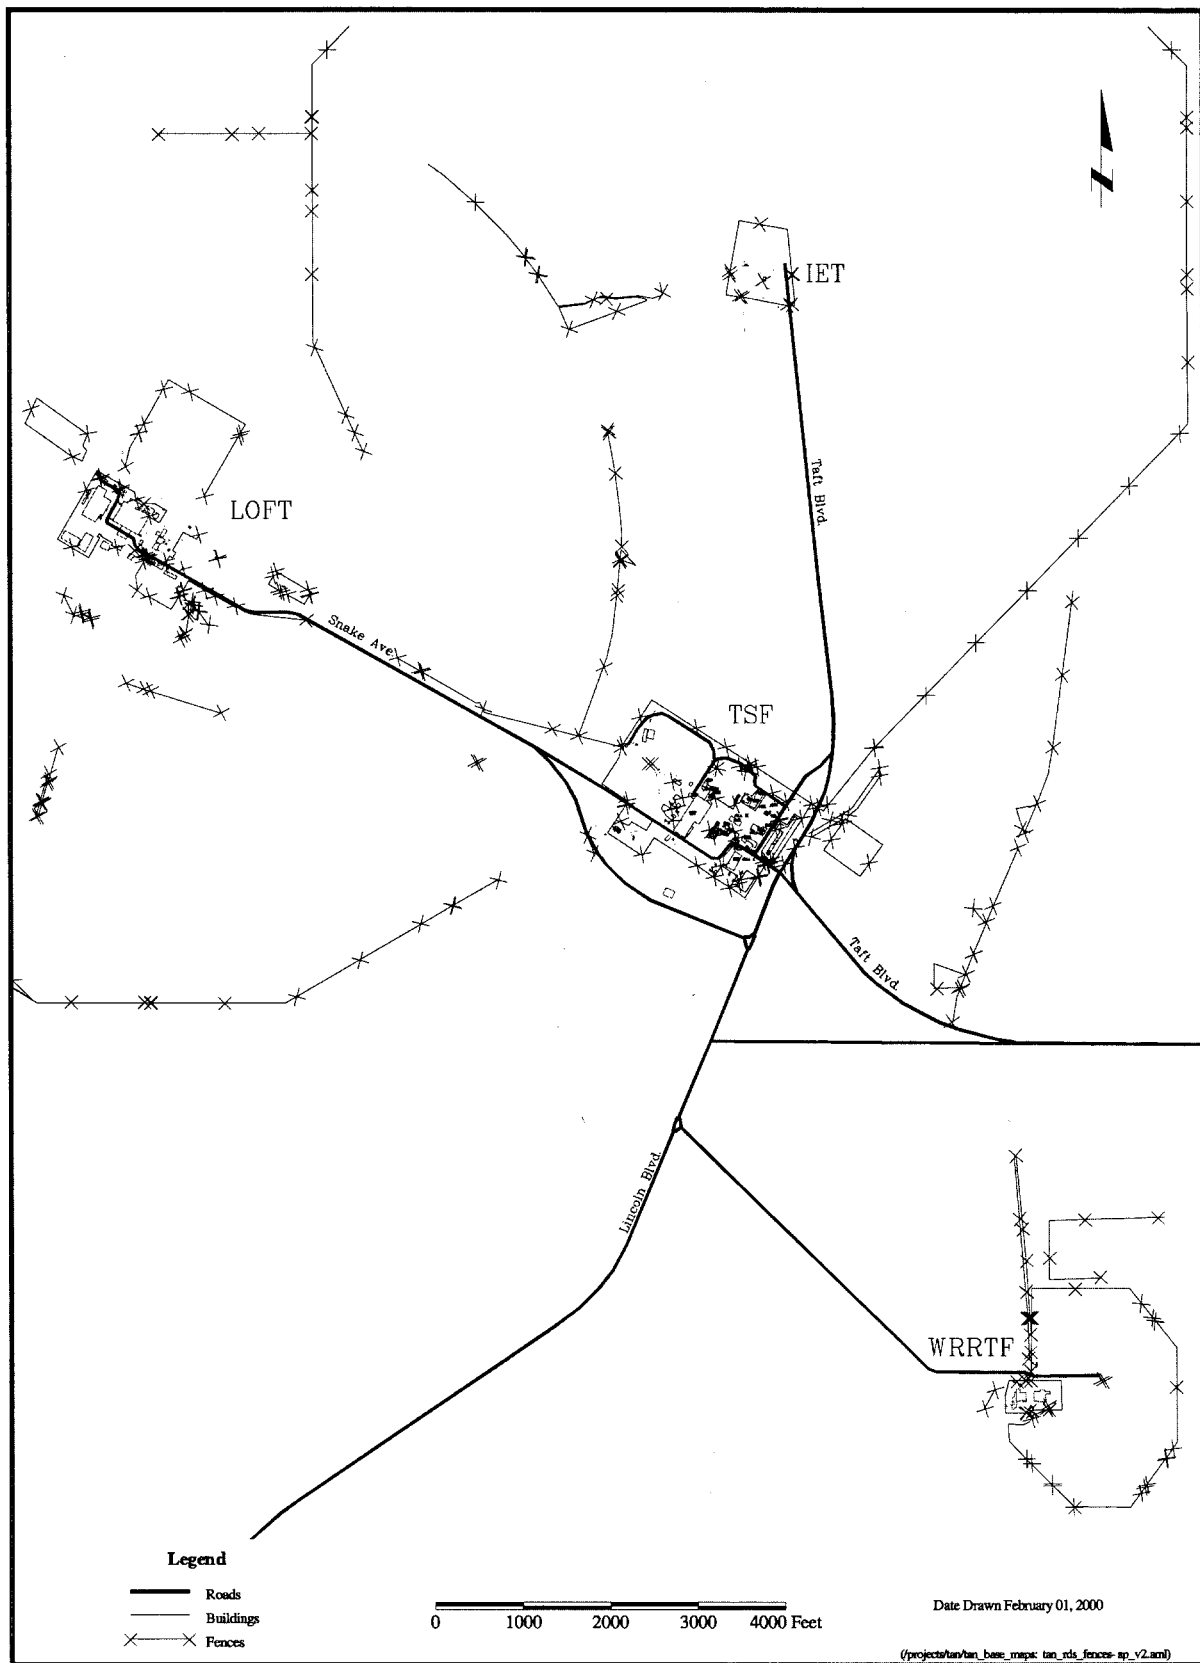 N
IET
Taft Blvd.
LOFT
Snake Ave.
TSF
Taft Blvd.
Lincoln Blvd.
WRRTF
Legend
Roads
Buildings
Fences
0 1000 2000 3000 4000 Feet
Date Drawn February 01, 2000
(/projects/tan/tan_base_maps: tan_rds_fences-sp_v2.aml)